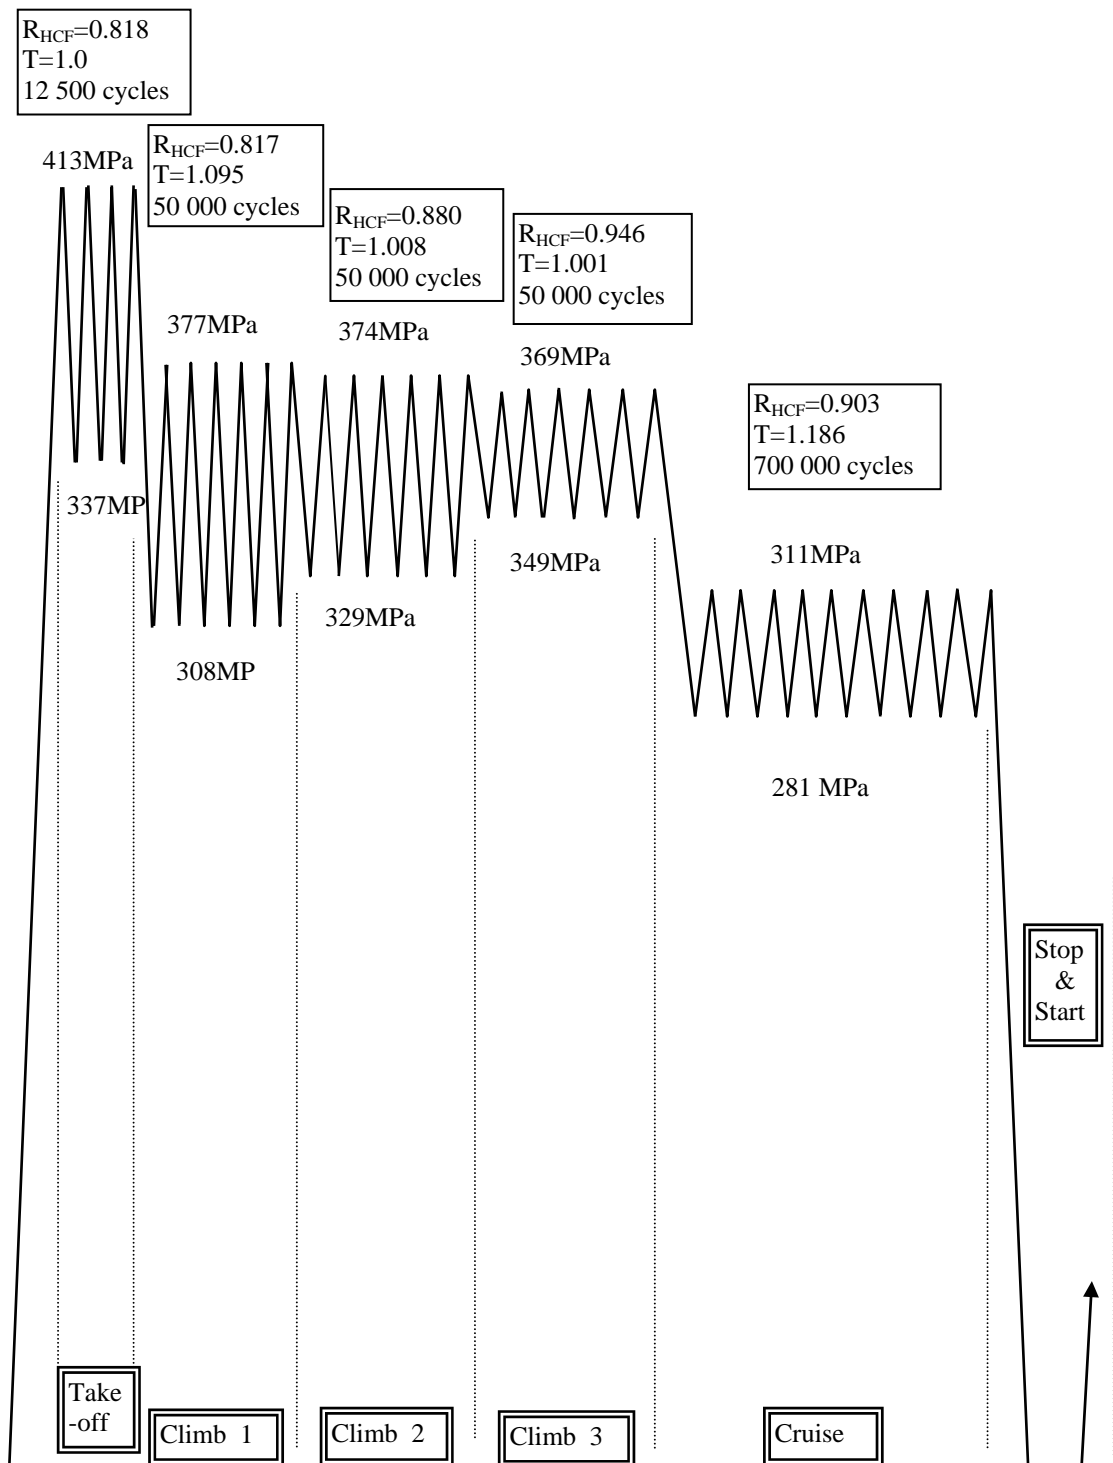 R_HCF=0.818
T=1.0
12 500 cycles
413MPa
337MP
R_HCF=0.817
T=1.095
50 000 cycles
377MPa
308MP
R_HCF=0.880
T=1.008
50 000 cycles
374MPa
329MPa
R_HCF=0.946
T=1.001
50 000 cycles
369MPa
349MPa
R_HCF=0.903
T=1.186
700 000 cycles
311MPa
281 MPa
Stop
&
Start
Take
-off
Climb 1
Climb 2
Climb 3
Cruise